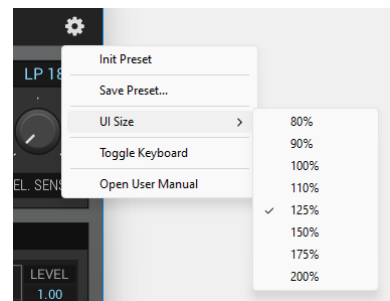 LP 18
Init Preset
Save Preset...
UI Size
Toggle Keyboard
Open User Manual
80%
90%
100%
110%
125%
150%
175%
200%
EL. SENS
LEVEL
1.00